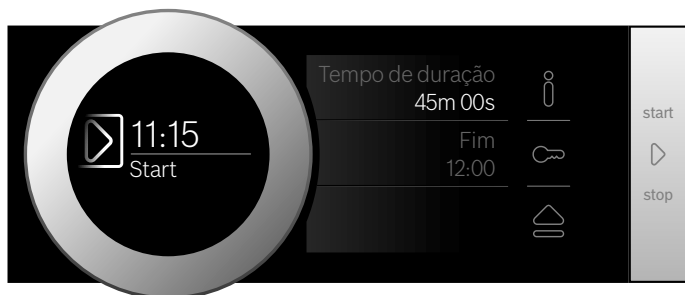 11:15
Start
Tempo de duração
45m 00s
Fim
12:00
start
stop